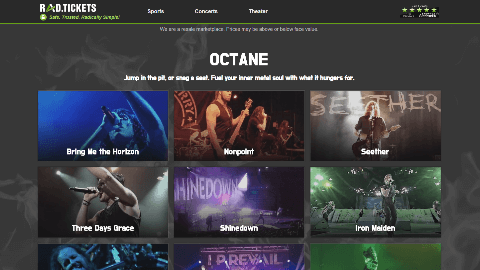 RAD.TICKETS
Safe. Trusted. Radically Simple!
Sports
Concerts
Theater
We are a resale marketplace. Prices may be above or below face value.
OCTANE
Jump in the pit, or snag a seat. Fuel your inner metal soul with what it hungers for.
SEETHER
Bring Me the Horizon
Nonpoint
Seether
SHINEDOWN
Three Days Grace
Shinedown
Iron Maiden
I PREVAIL